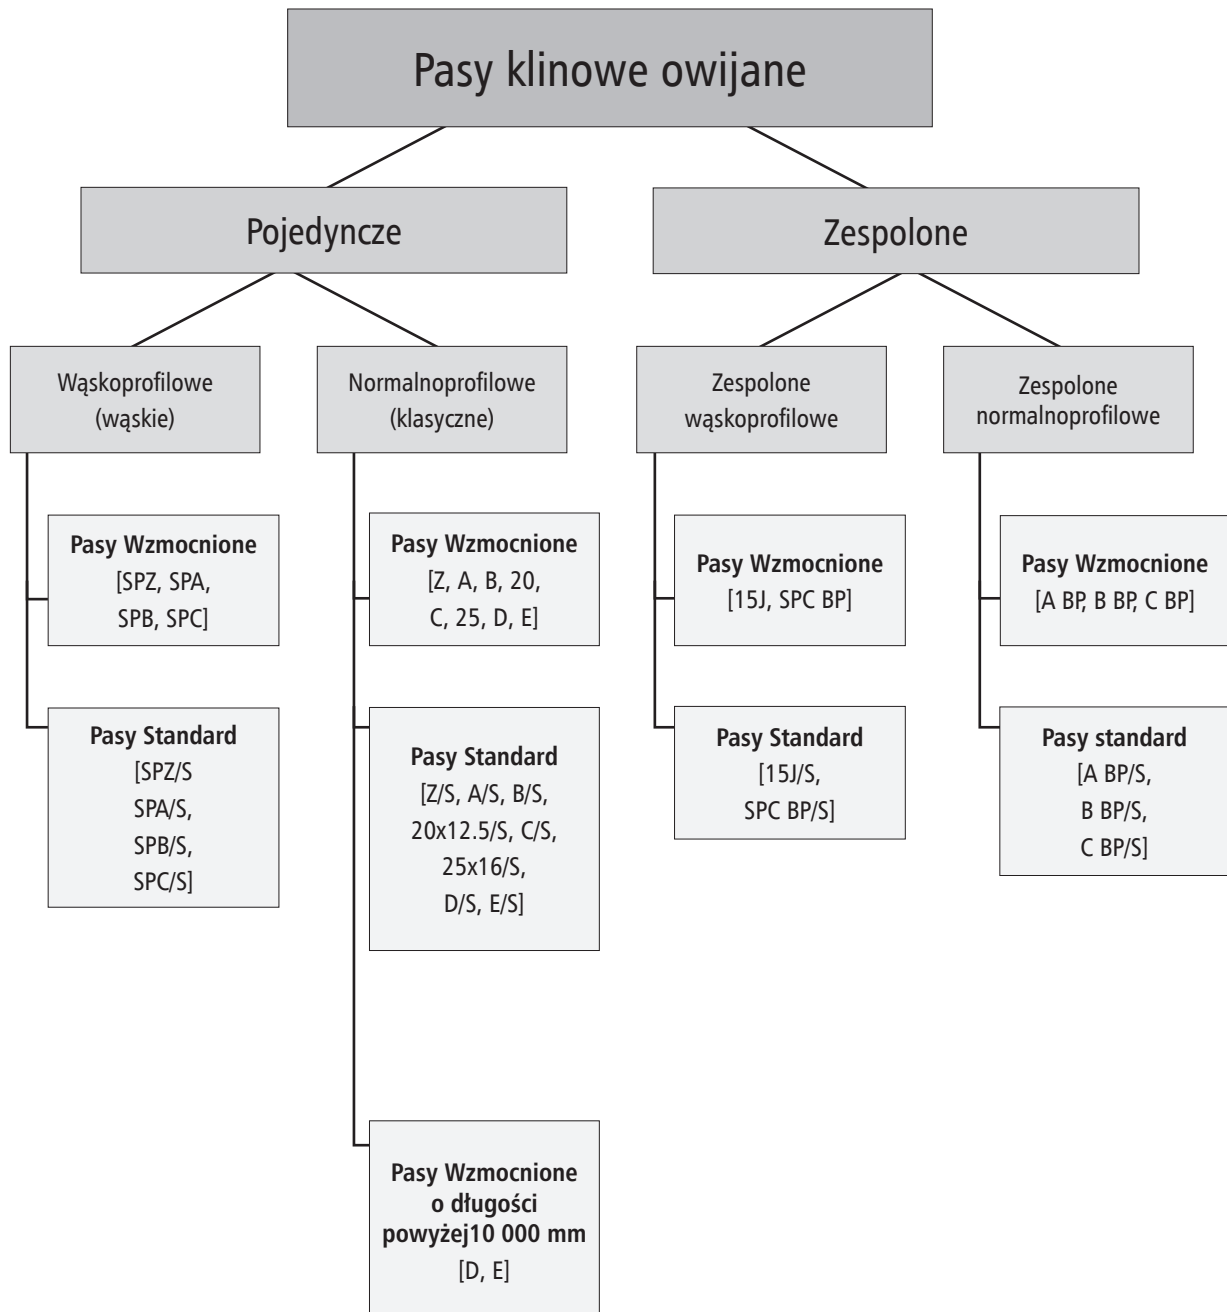 Pasy klinowe owijane
Pojedyncze
Zespolone
Wąskoprofilowe
(wąskie)
Normalnoprofilowe
(klasyczne)
Zespolone
wąskoprofilowe
Zespolone
normalnoprofilowe
Pasy Wzmocnione
[SPZ, SPA,
SPB, SPC]
Pasy Wzmocnione
[Z, A, B, 20,
C, 25, D, E]
Pasy Wzmocnione
[15J, SPC BP]
Pasy Wzmocnione
[A BP, B BP, C BP]
Pasy Standard
[SPZ/S
SPA/S,
SPB/S,
SPC/S]
Pasy Standard
[Z/S, A/S, B/S,
20x12.5/S, C/S,
25x16/S,
D/S, E/S]
Pasy Standard
[15J/S,
SPC BP/S]
Pasy standard
[A BP/S,
B BP/S,
C BP/S]
Pasy Wzmocnione
o długości
powyżej10 000 mm
[D, E]